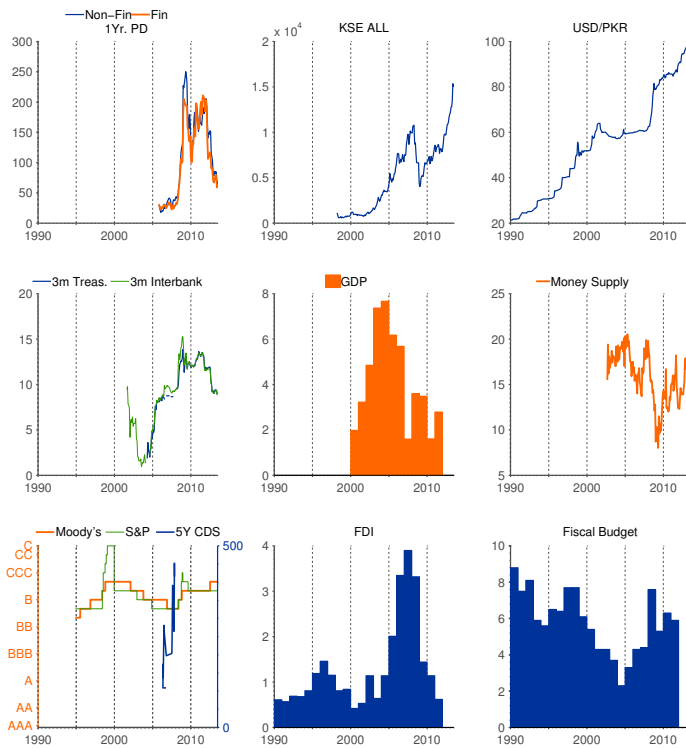 Non-Fin Fin
1Yr. PD
300
250
200
150
100
50
0
1990 2000 2010
x 10^4
KSE ALL
2
1.5
1
0.5
0
1990 2000 2010
USD/PKR
100
80
60
40
20
1990 2000 2010
3m Treas. 3m Interbank
20
15
10
5
0
1990 2000 2010
GDP
8
6
4
2
0
1990 2000 2010
Money Supply
25
20
15
10
5
1990 2000 2010
Moody's S&P 5Y CDS
C
CC
CCC
B
BB
BBB
A
AA
AAA
500
0
1990 2000 2010
FDI
4
3
2
1
0
1990 2000 2010
Fiscal Budget
10
8
6
4
2
0
1990 2000 2010